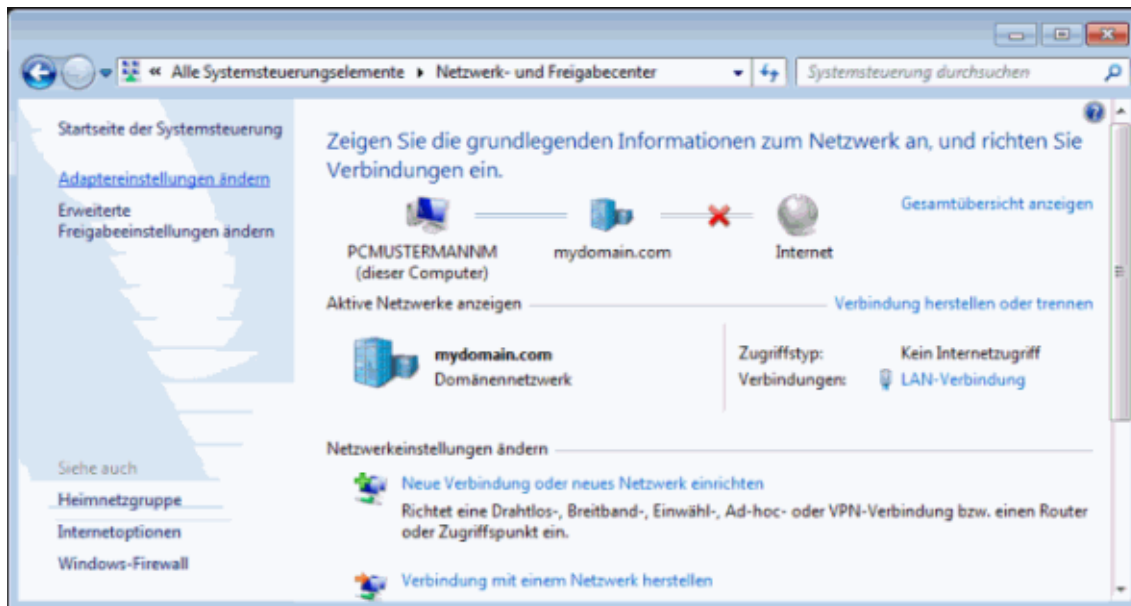 « Alle Systemsteuerungselemente ▸ Netzwerk- und Freigabecenter
Systemsteuerung durchsuchen
Startseite der Systemsteuerung
Adaptereinstellungen ändern
Erweiterte
Freigabeeinstellungen ändern
Siehe auch
Heimnetzgruppe
Internetoptionen
Windows-Firewall
Zeigen Sie die grundlegenden Informationen zum Netzwerk an, und richten Sie
Verbindungen ein.
Gesamtübersicht anzeigen
PCMUSTERMANNM
(dieser Computer)
mydomain.com
Internet
Aktive Netzwerke anzeigen
Verbindung herstellen oder trennen
mydomain.com
Domänennetzwerk
Zugriffstyp: Kein Internetzugriff
Verbindungen: LAN-Verbindung
Netzwerkeinstellungen ändern
Neue Verbindung oder neues Netzwerk einrichten
Richtet eine Drahtlos-, Breitband-, Einwähl-, Ad-hoc- oder VPN-Verbindung bzw. einen Router
oder Zugriffspunkt ein.
Verbindung mit einem Netzwerk herstellen